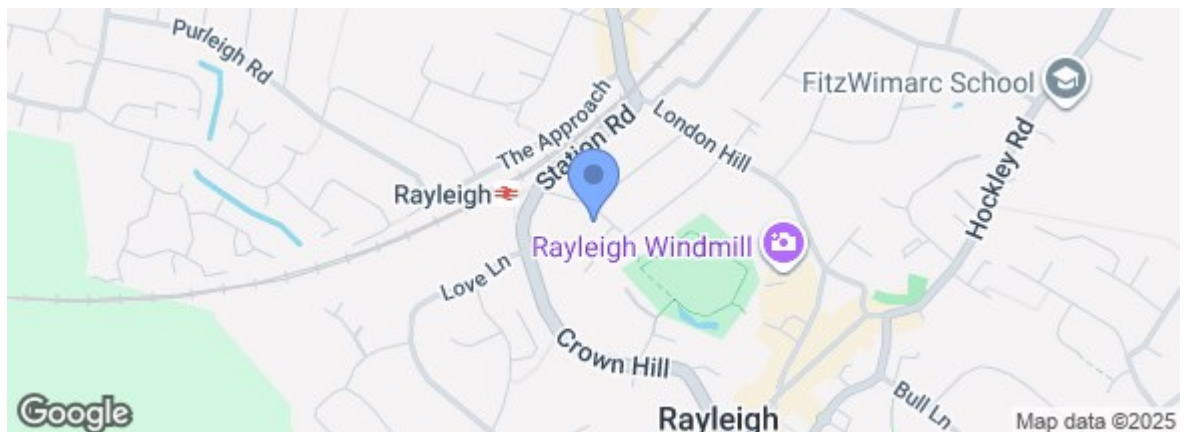 Purleigh Rd
FitzWimarc School
The Approach
Station Rd
London Hill
Hockley Rd
Rayleigh
Rayleigh Windmill
Love Ln
Crown Hill
Bull Ln
Rayleigh
Google
Map data ©2025